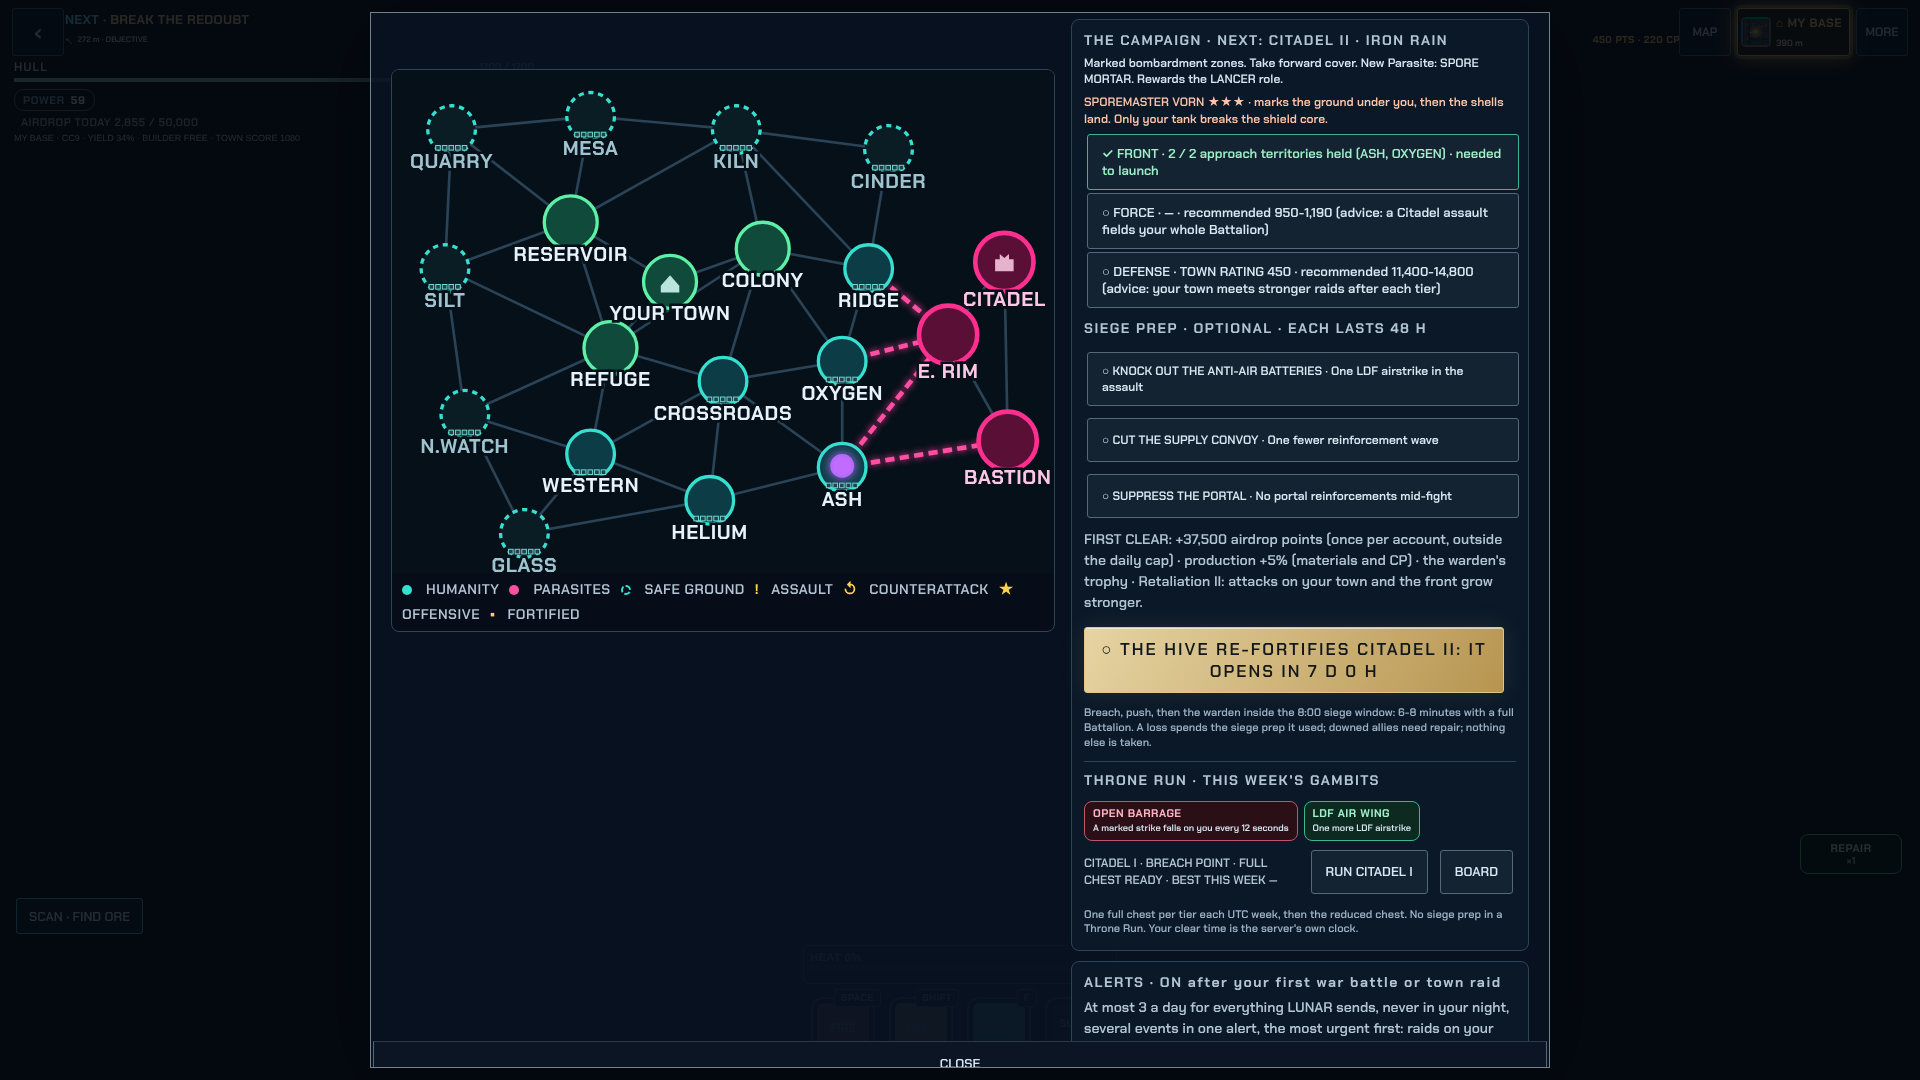 NEXT · BREAK THE REDOUBT
272 m · OBJECTIVE
HULL
POWER 59
AIRDROP TODAY 2,655 / 50,000
MY BASE · CC9 · YIELD 34% · BUILDER FREE · TOWN SCORE 1060
SCAN · FIND ORE
QUARRY
MESA
KILN
CINDER
RESERVOIR
COLONY
SILT
YOUR TOWN
RIDGE
CITADEL
REFUGE
OXYGEN
E. RIM
CROSSROADS
N.WATCH
WESTERN
ASH
BASTION
HELIUM
GLASS
HUMANITY PARASITES SAFE GROUND ! ASSAULT COUNTERATTACK ★
OFFENSIVE ▪ FORTIFIED
THE CAMPAIGN · NEXT: CITADEL II · IRON RAIN
Marked bombardment zones. Take forward cover. New Parasite: SPORE
MORTAR. Rewards the LANCER role.
SPOREMASTER VORN ★★★ · marks the ground under you, then the shells
land. Only your tank breaks the shield core.
✓ FRONT · 2 / 2 approach territories held (ASH, OXYGEN) · needed
to launch
○ FORCE · — · recommended 950-1,190 (advice: a Citadel assault
fields your whole Battalion)
○ DEFENSE · TOWN RATING 450 · recommended 11,400-14,800
(advice: your town meets stronger raids after each tier)
SIEGE PREP · OPTIONAL · EACH LASTS 48 H
○ KNOCK OUT THE ANTI-AIR BATTERIES · One LDF airstrike in the
assault
○ CUT THE SUPPLY CONVOY · One fewer reinforcement wave
○ SUPPRESS THE PORTAL · No portal reinforcements mid-fight
FIRST CLEAR: +37,500 airdrop points (once per account, outside
the daily cap) · production +5% (materials and CP) · the warden's
trophy · Retaliation II: attacks on your town and the front grow
stronger.
○ THE HIVE RE-FORTIFIES CITADEL II: IT
OPENS IN 7 D 0 H
Breach, push, then the warden inside the 8:00 siege window: 6-8 minutes with a full
Battalion. A loss spends the siege prep it used; downed allies need repair; nothing
else is taken.
THRONE RUN · THIS WEEK'S GAMBITS
OPEN BARRAGE
A marked strike falls on you every 12 seconds
LDF AIR WING
One more LDF airstrike
CITADEL I · BREACH POINT · FULL
CHEST READY · BEST THIS WEEK —
RUN CITADEL I
BOARD
One full chest per tier each UTC week, then the reduced chest. No siege prep in a
Throne Run. Your clear time is the server's own clock.
ALERTS · ON after your first war battle or town raid
At most 3 a day for everything LUNAR sends, never in your night,
several events in one alert, the most urgent first: raids on your
CLOSE
450 PTS · 220 CP
MAP
⌂ MY BASE
390 m
MORE
REPAIR
×1
SPACE
SHIFT